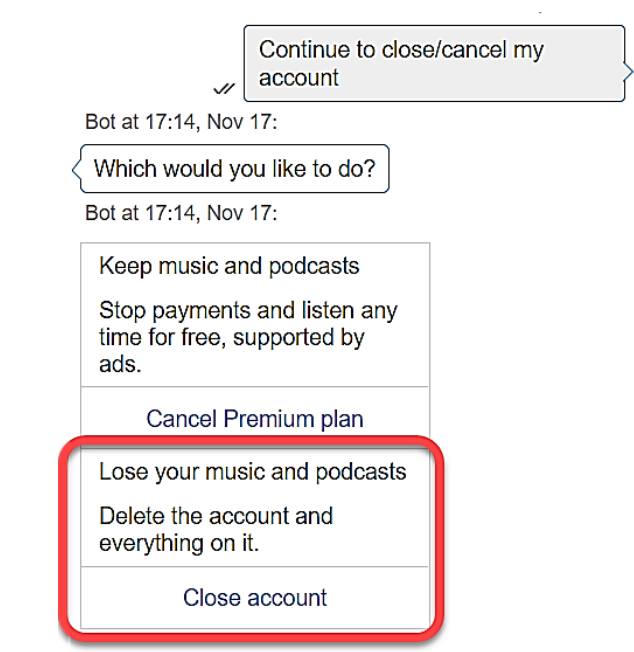 Continue to close/cancel my
account
Bot at 17:14, Nov 17:
Which would you like to do?
Bot at 17:14, Nov 17:
Keep music and podcasts
Stop payments and listen any
time for free, supported by
ads.
Cancel Premium plan
Lose your music and podcasts
Delete the account and
everything on it.
Close account